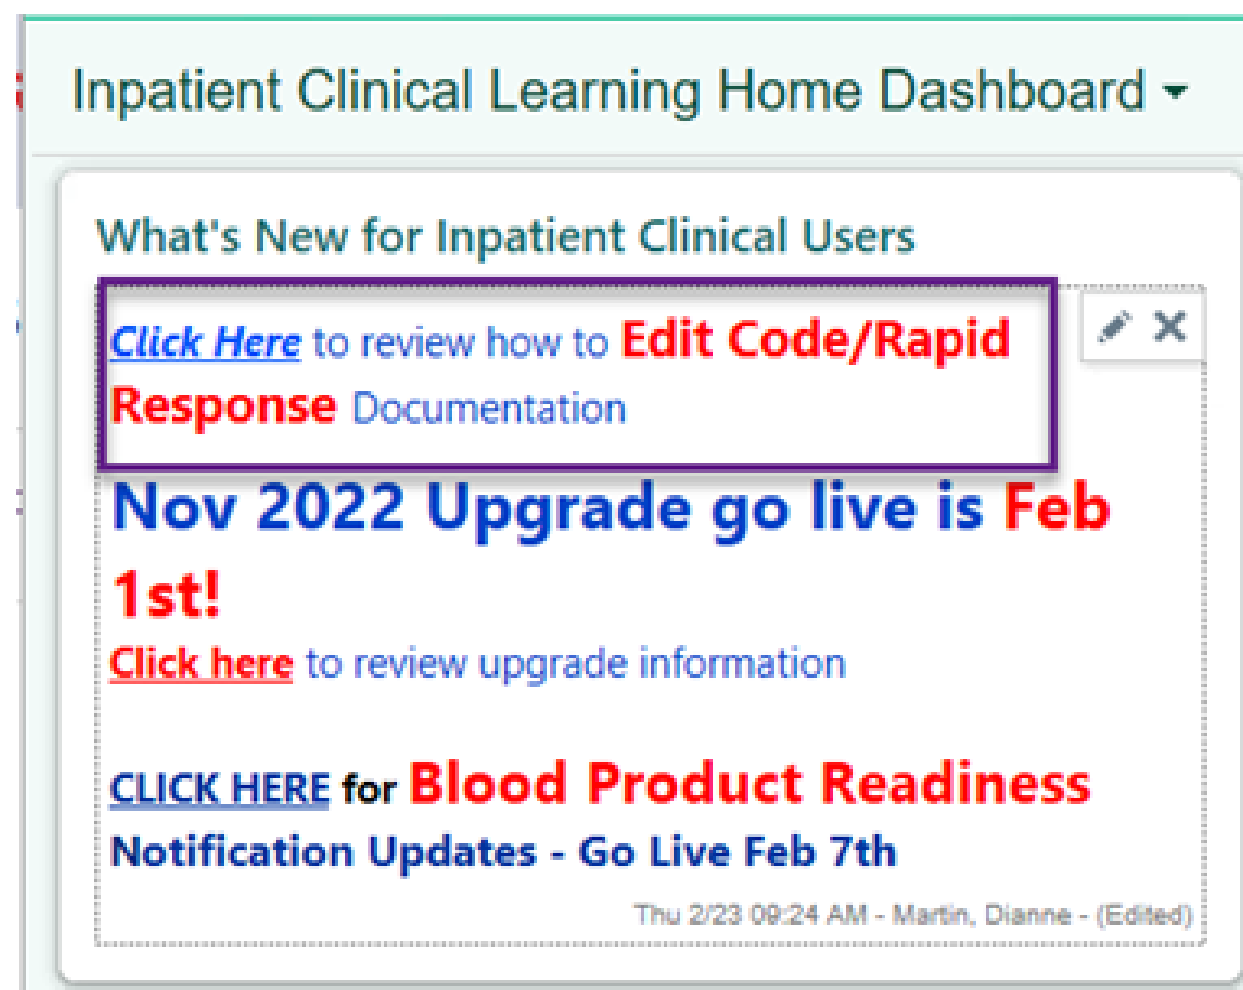 Inpatient Clinical Learning Home Dashboard
What's New for Inpatient Clinical Users
Click Here to review how to Edit Code/Rapid
Response Documentation
Nov 2022 Upgrade go live is Feb
1st!
Click here to review upgrade information
CLICK HERE for Blood Product Readiness
Notification Updates - Go Live Feb 7th
Thu 2/23 09:24 AM - Martin, Dianne - (Edited)